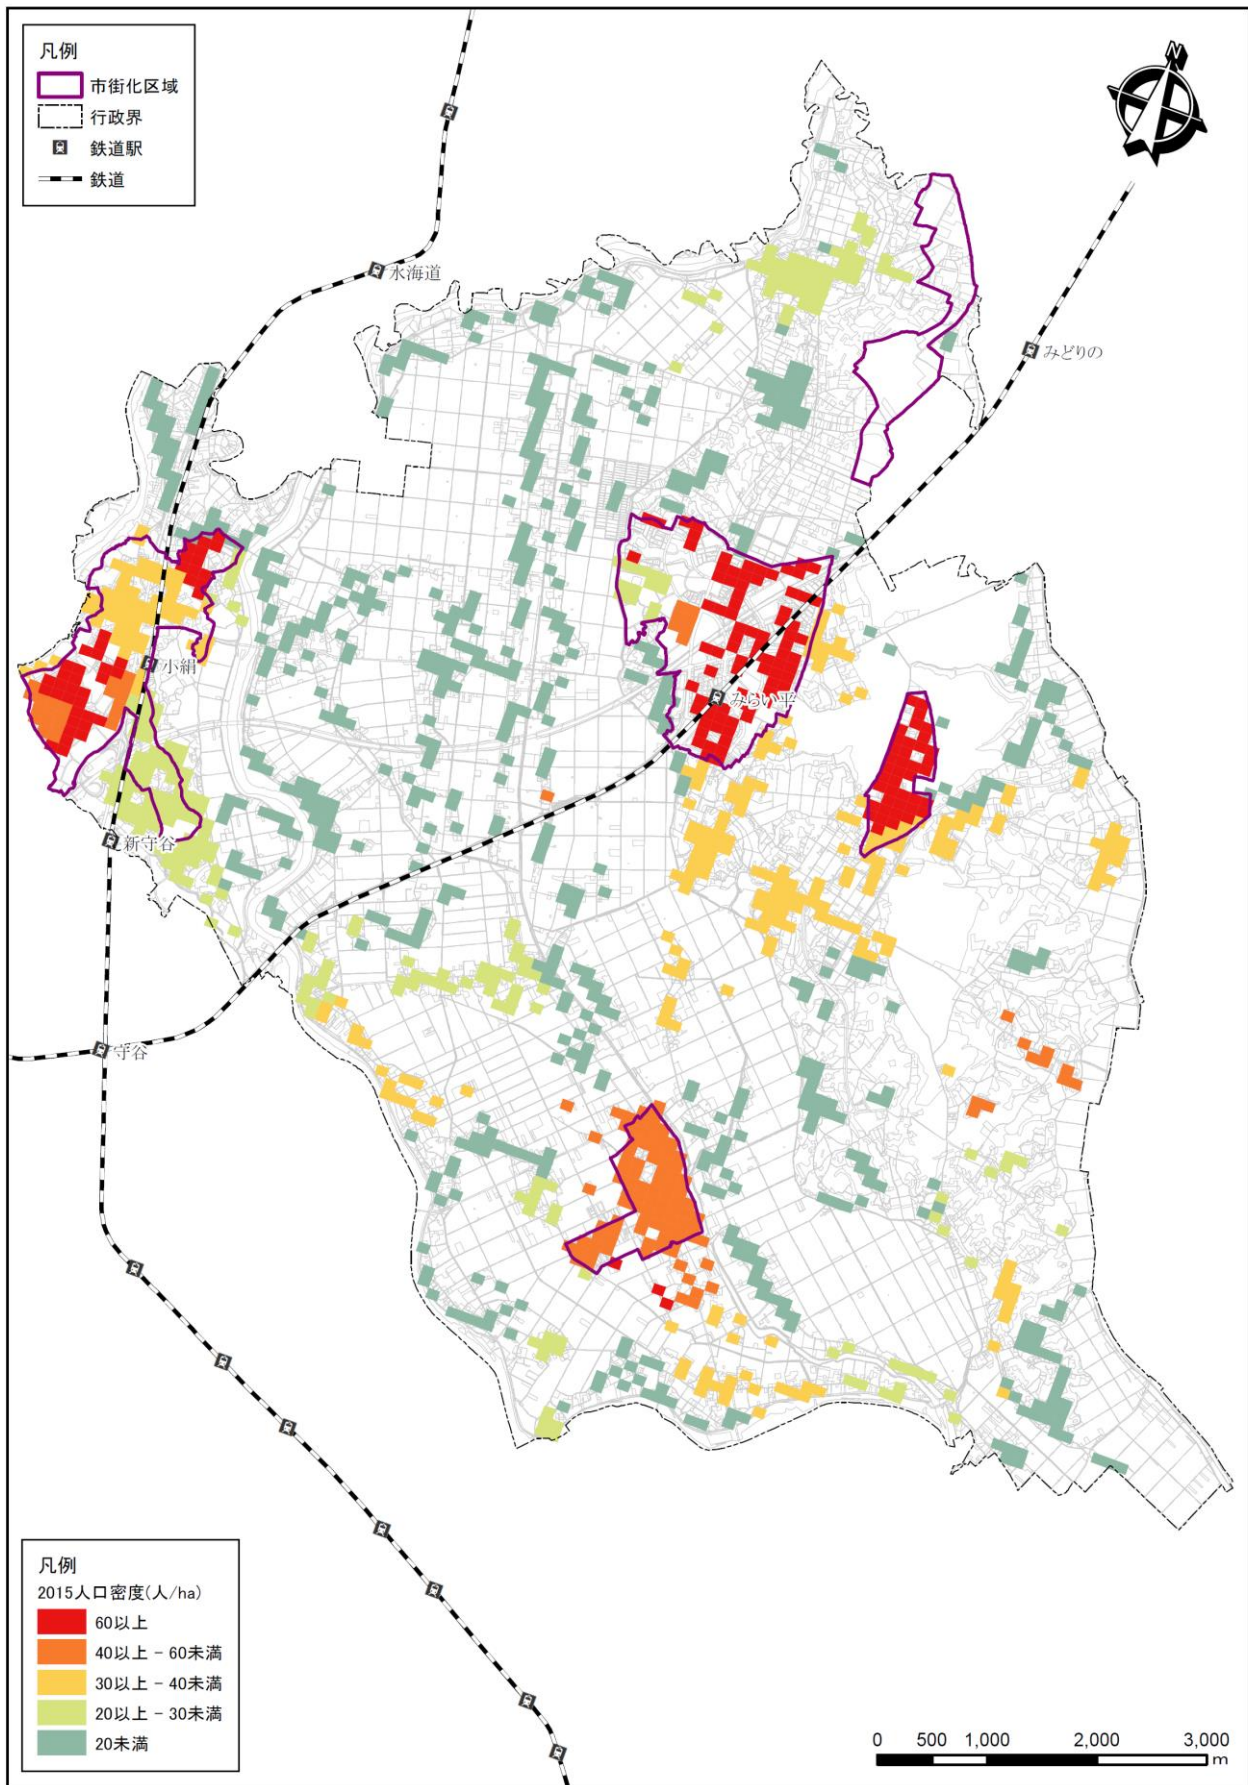 凡例
市街化区域
行政界
鉄道駅
鉄道
N
水海道
みどりの
小絹
みらい平
新守谷
守谷
凡例
2015人口密度(人/ha)
60以上
40以上 - 60未満
30以上 - 40未満
20以上 - 30未満
20未満
0 500 1,000 2,000 3,000
m